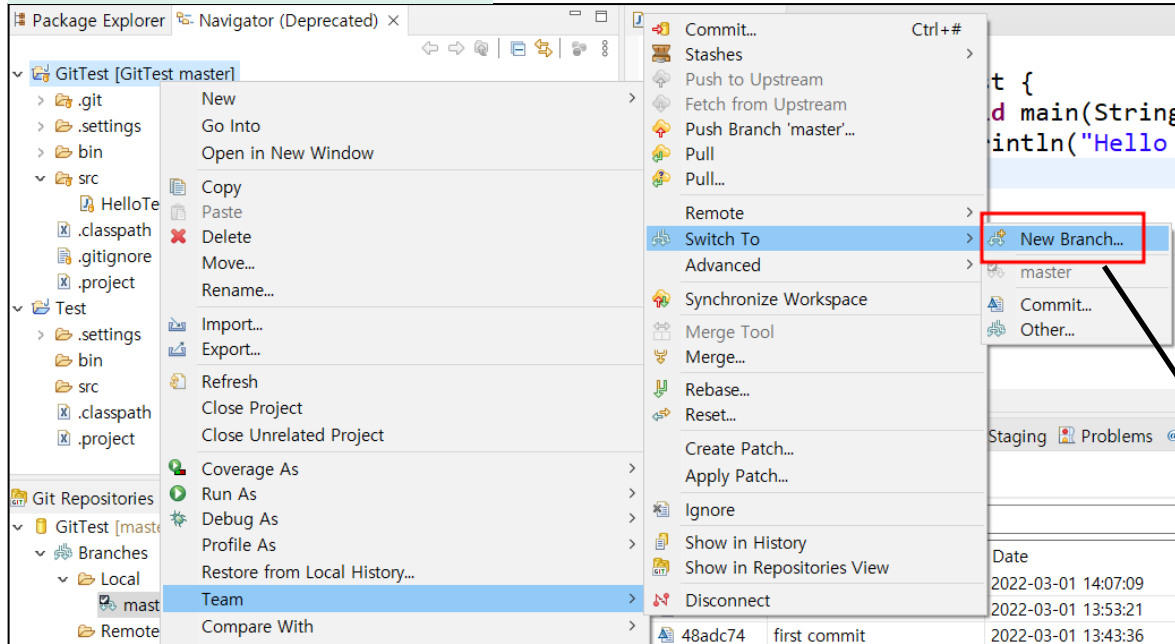 Package Explorer Navigator (Deprecated)
GitTest [GitTest master]
.git
.settings
bin
src
HelloTe
.classpath
.gitignore
.project
Test
.settings
bin
src
.classpath
.project
Git Repositories
GitTest [maste
Branches
Local
mast
Remote
New
Go Into
Open in New Window
Copy
Paste
Delete
Move...
Rename...
Import...
Export...
Refresh
Close Project
Close Unrelated Project
Coverage As
Run As
Debug As
Profile As
Restore from Local History...
Team
Compare With
Commit... Ctrl+#
Stashes
Push to Upstream
Fetch from Upstream
Push Branch 'master'...
Pull
Pull...
Remote
Switch To
Advanced
Synchronize Workspace
Merge Tool
Merge...
Rebase...
Reset...
Create Patch...
Apply Patch...
Ignore
Show in History
Show in Repositories View
Disconnect
New Branch...
master
Commit...
Other...
t {
d main(String
intln("Hello
Staging Problems
Date
2022-03-01 14:07:09
2022-03-01 13:53:21
48adc74 first commit 2022-03-01 13:43:36